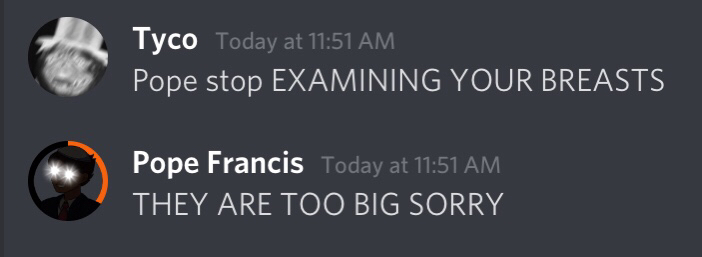 Tyco Today at 11:51 AM
Pope stop EXAMINING YOUR BREASTS
Pope Francis Today at 11:51 AM
THEY ARE TOO BIG SORRY